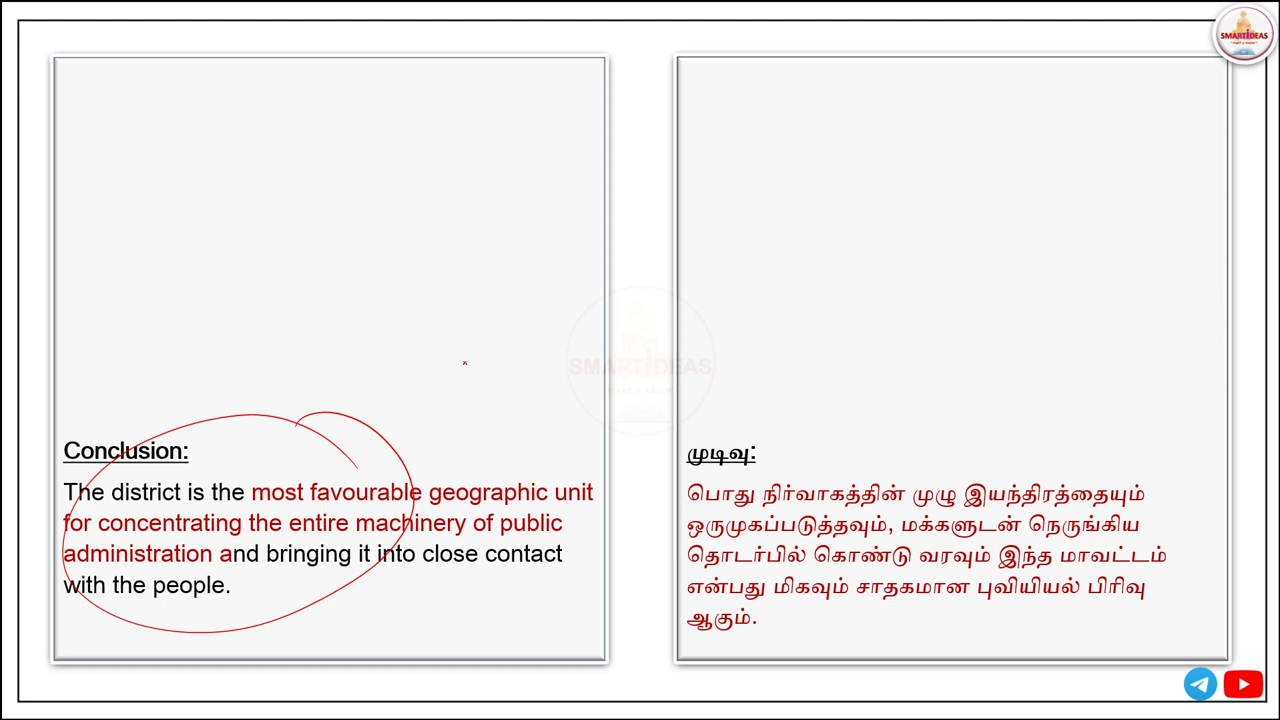 SMARTIDEAS
Conclusion:
The district is the most favourable geographic unit
for concentrating the entire machinery of public
administration and bringing it into close contact
with the people.
முடிவு:
பொது நிர்வாகத்தின் முழு இயந்திரத்தையும்
ஒருமுகப்படுத்தவும், மக்களுடன் நெருங்கிய
தொடர்பில் கொண்டு வரவும் இந்த மாவட்டம்
என்பது மிகவும் சாதகமான புவியியல் பிரிவு
ஆகும்.
SMARTIDEAS